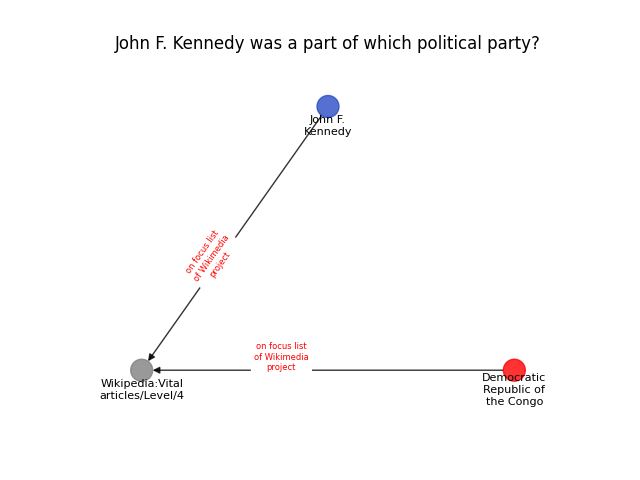 John F. Kennedy was a part of which political party?
John F.
Kennedy
on focus list
of Wikimedia
project
on focus list
of Wikimedia
project
Wikipedia:Vital
articles/Level/4
Democratic
Republic of
the Congo